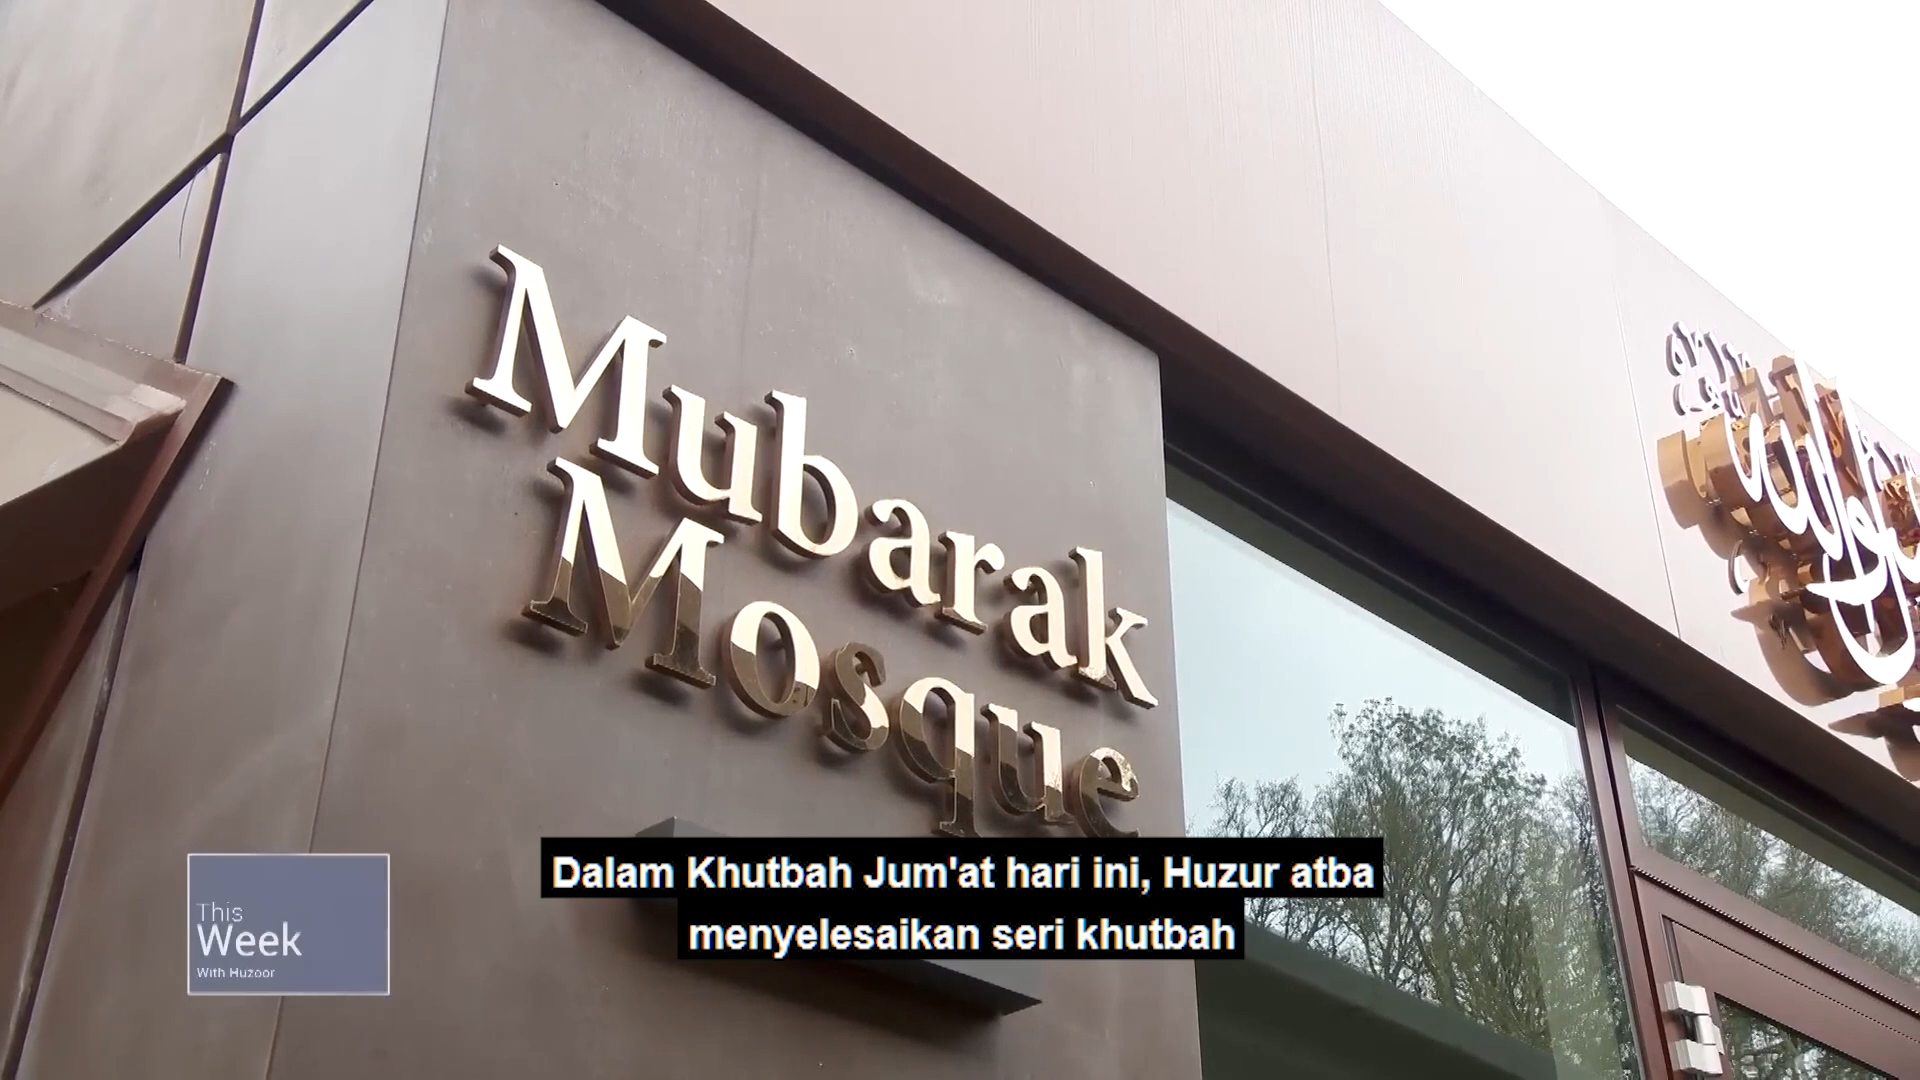 Mubarak
Mosque
Dalam Khutbah Jum'at hari ini, Huzur atba
menyelesaikan seri khutbah
This
Week
With Huzoor